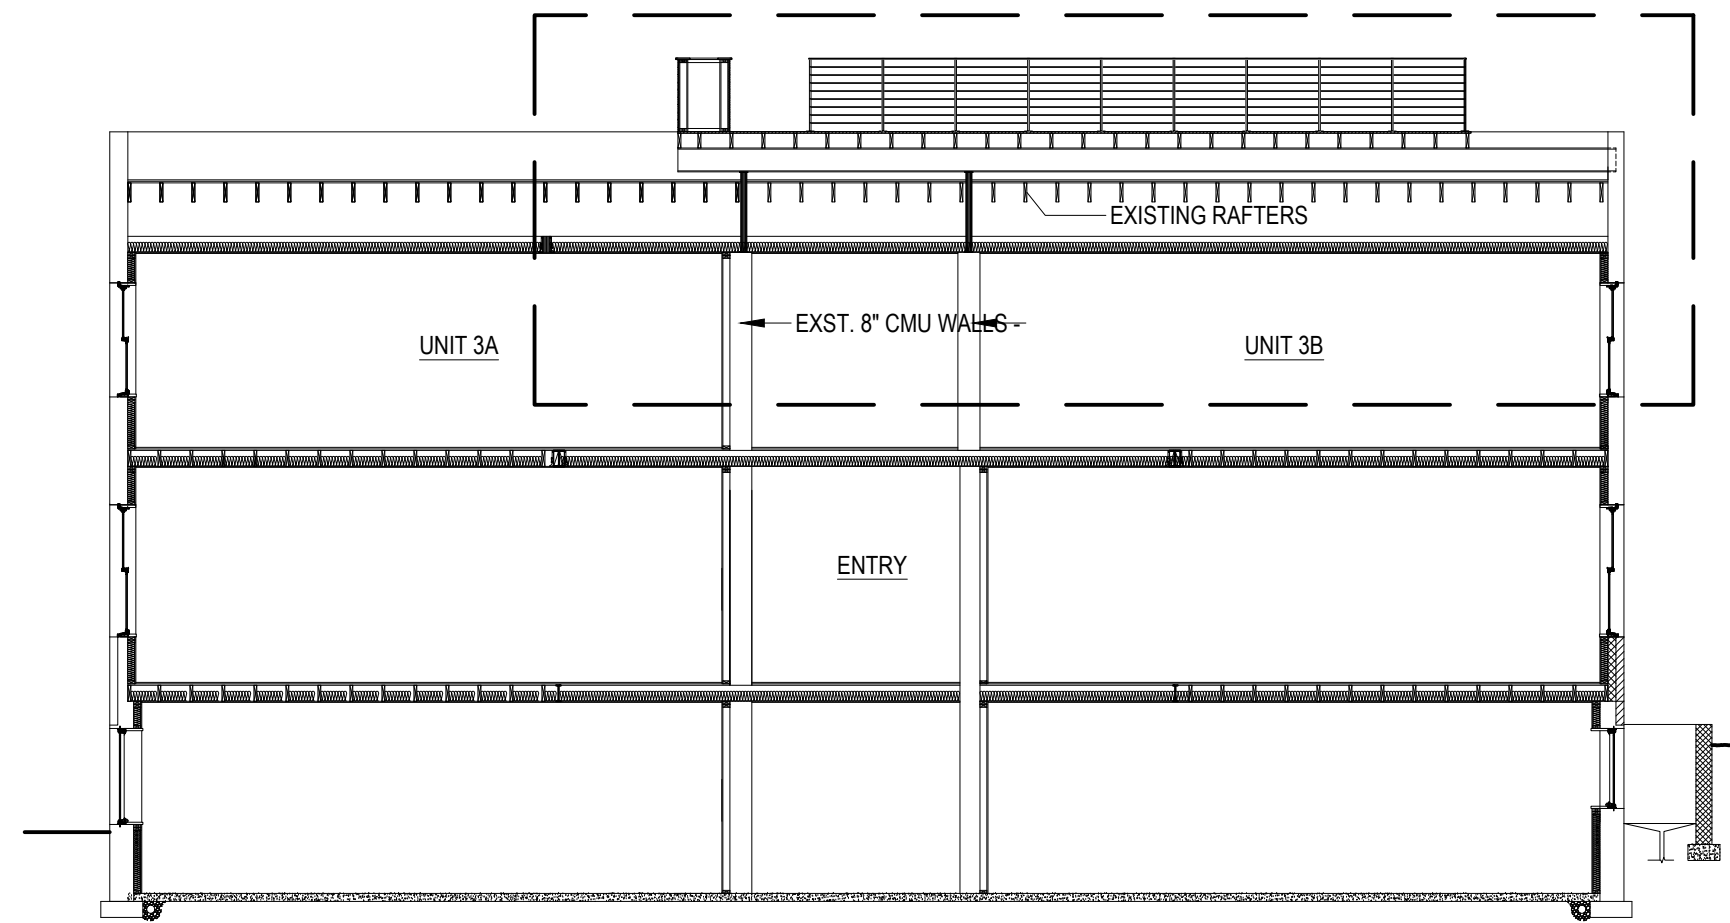 EXISTING RAFTERS
EXST. 8" CMU WALLS -
UNIT 3A
UNIT 3B
ENTRY